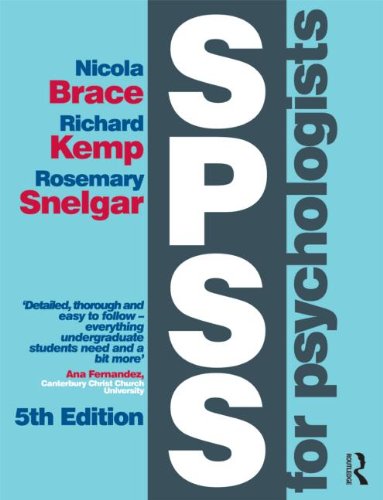 Nicola
Brace
Richard
Kemp
Rosemary
Snelgar
SPSS
for psychologists
'Detailed, thorough and
easy to follow –
everything
undergraduate
students need and a
bit more'
Ana Fernandez,
Canterbury Christ Church
University
5th Edition
R
ROUTLEDGE